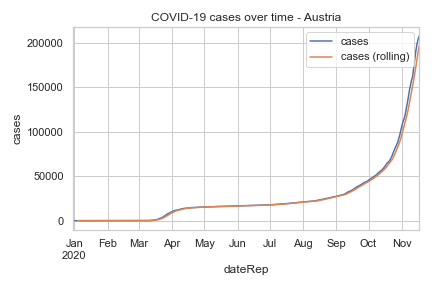 COVID-19 cases over time - Austria
cases
cases (rolling)
200000
150000
100000
50000
0
cases
Jan Feb Mar Apr May Jun Jul Aug Sep Oct Nov
2020
dateRep